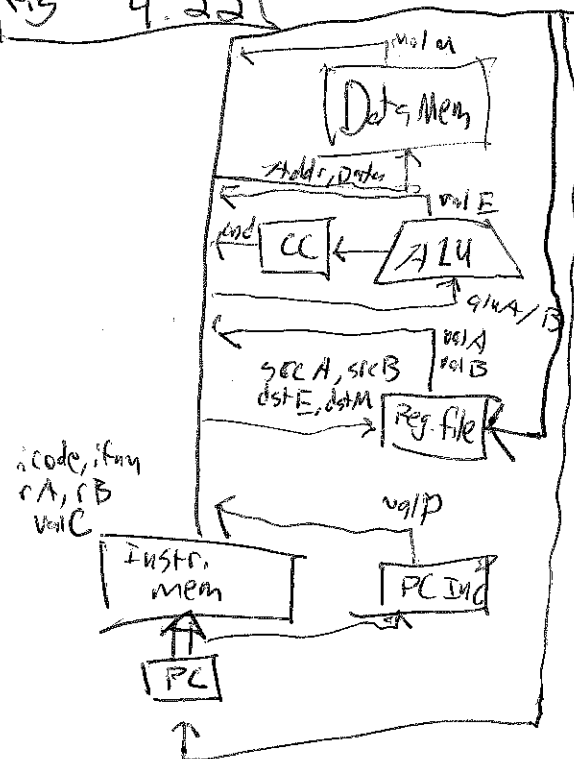 4.22
valM
Data Mem
Addr, Data
valE
cnd
CC
ALU
aluA/B
valA
valB
srcA, srcB
dstE, dstM
Reg. file
icode, ifun
rA, rB
valC
valP
Instr.
mem
PC Inc
PC